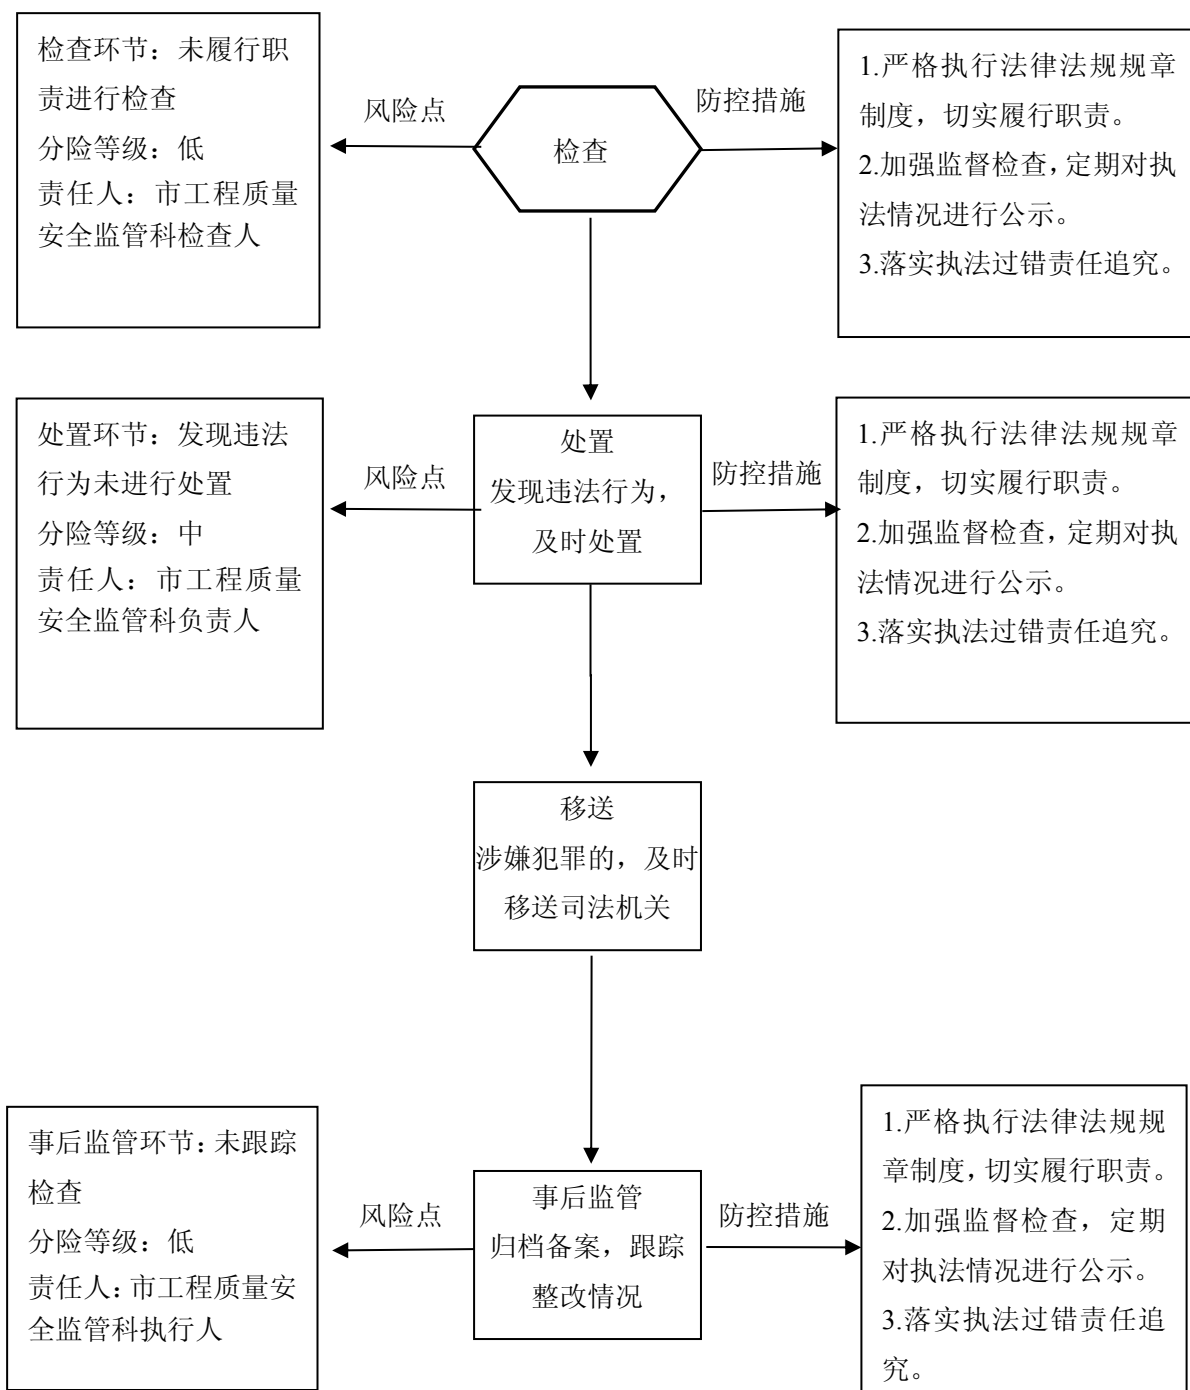 检查环节：未履行职
责进行检查
分险等级：低
责任人：市工程质量
安全监管科检查人
风险点
检查
防控措施
1.严格执行法律法规规章
制度，切实履行职责。
2.加强监督检查，定期对执
法情况进行公示。
3.落实执法过错责任追究。
处置环节：发现违法
行为未进行处置
分险等级：中
责任人：市工程质量
安全监管科负责人
风险点
处置
发现违法行为，
及时处置
防控措施
1.严格执行法律法规规章
制度，切实履行职责。
2.加强监督检查，定期对执
法情况进行公示。
3.落实执法过错责任追究。
移送
涉嫌犯罪的，及时
移送司法机关
事后监管环节：未跟踪
检查
分险等级：低
责任人：市工程质量安
全监管科执行人
风险点
事后监管
归档备案，跟踪
整改情况
防控措施
1.严格执行法律法规规
章制度，切实履行职责。
2.加强监督检查，定期
对执法情况进行公示。
3.落实执法过错责任追
究。